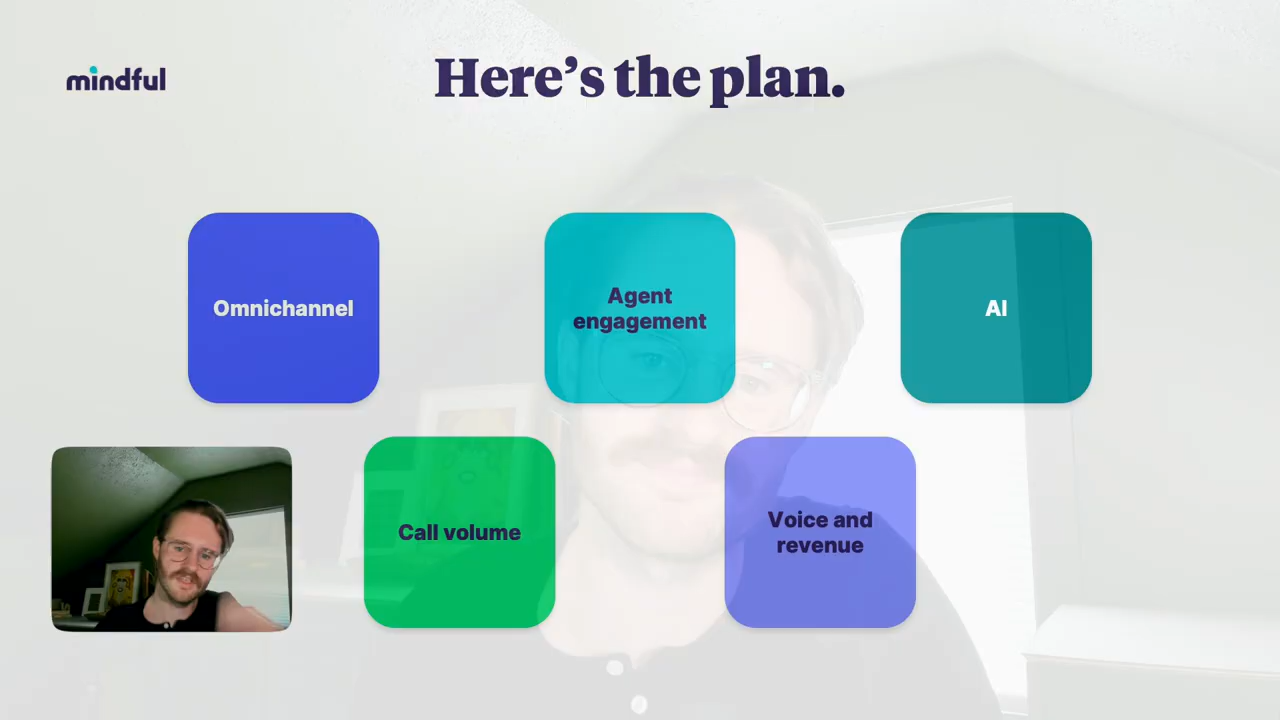 mindful
Here's the plan.
Omnichannel
Agent
engagement
AI
Call volume
Voice and
revenue